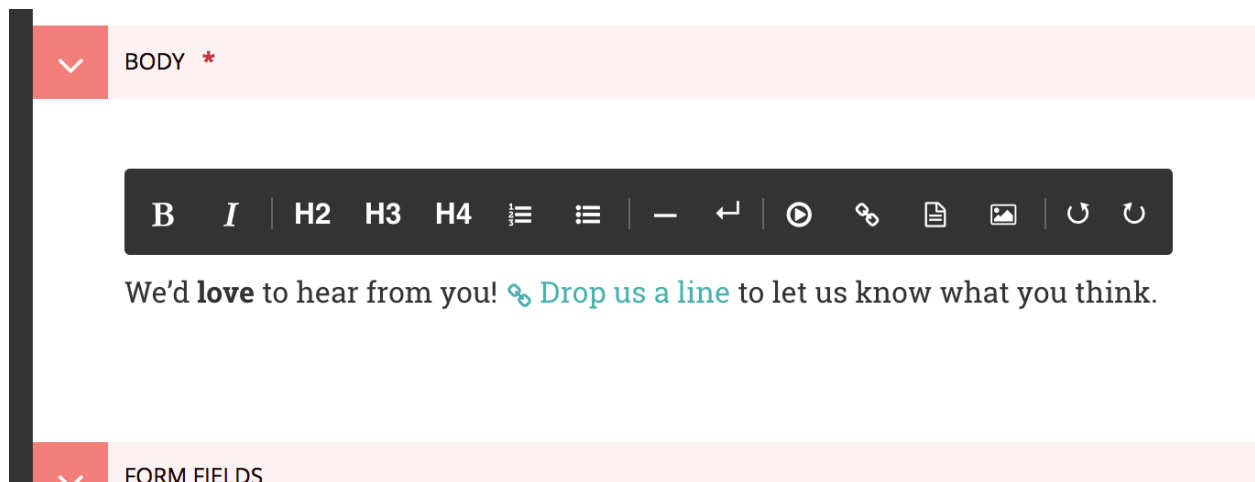 BODY *
B I H2 H3 H4
We’d love to hear from you! Drop us a line to let us know what you think.
FORM FIELDS